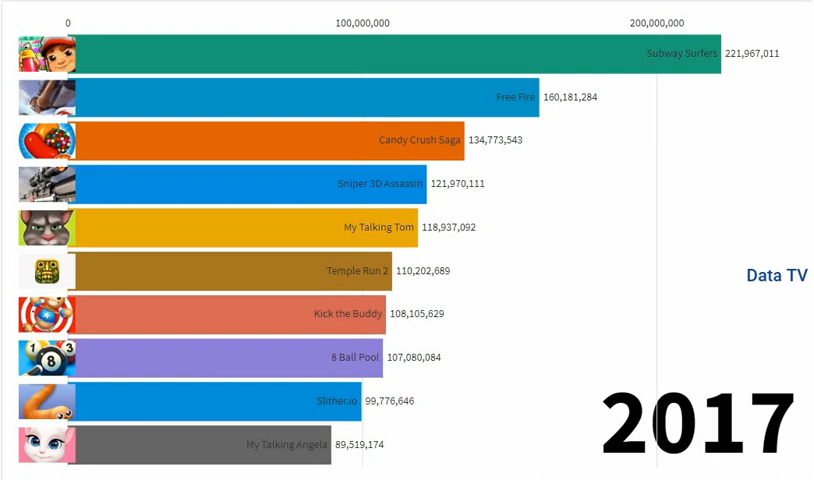 0 100,000,000 200,000,000
Subway Surfers 221,967,011
Free Fire 160,181,284
Candy Crush Saga 134,773,543
Sniper 3D Assassin 121,970,111
My Talking Tom 118,937,092
Temple Run 2 110,202,689
Data TV
Kick the Buddy 108,105,629
1 8 3
8 Ball Pool 107,080,084
Slither.io 99,776,646
My Talking Angela 89,519,174
2017